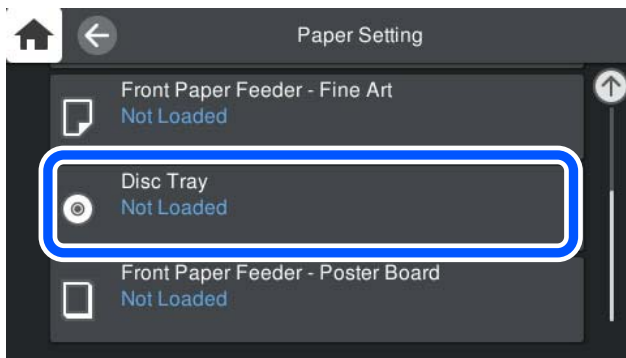 Paper Setting
Front Paper Feeder - Fine Art
Not Loaded
Disc Tray
Not Loaded
Front Paper Feeder - Poster Board
Not Loaded